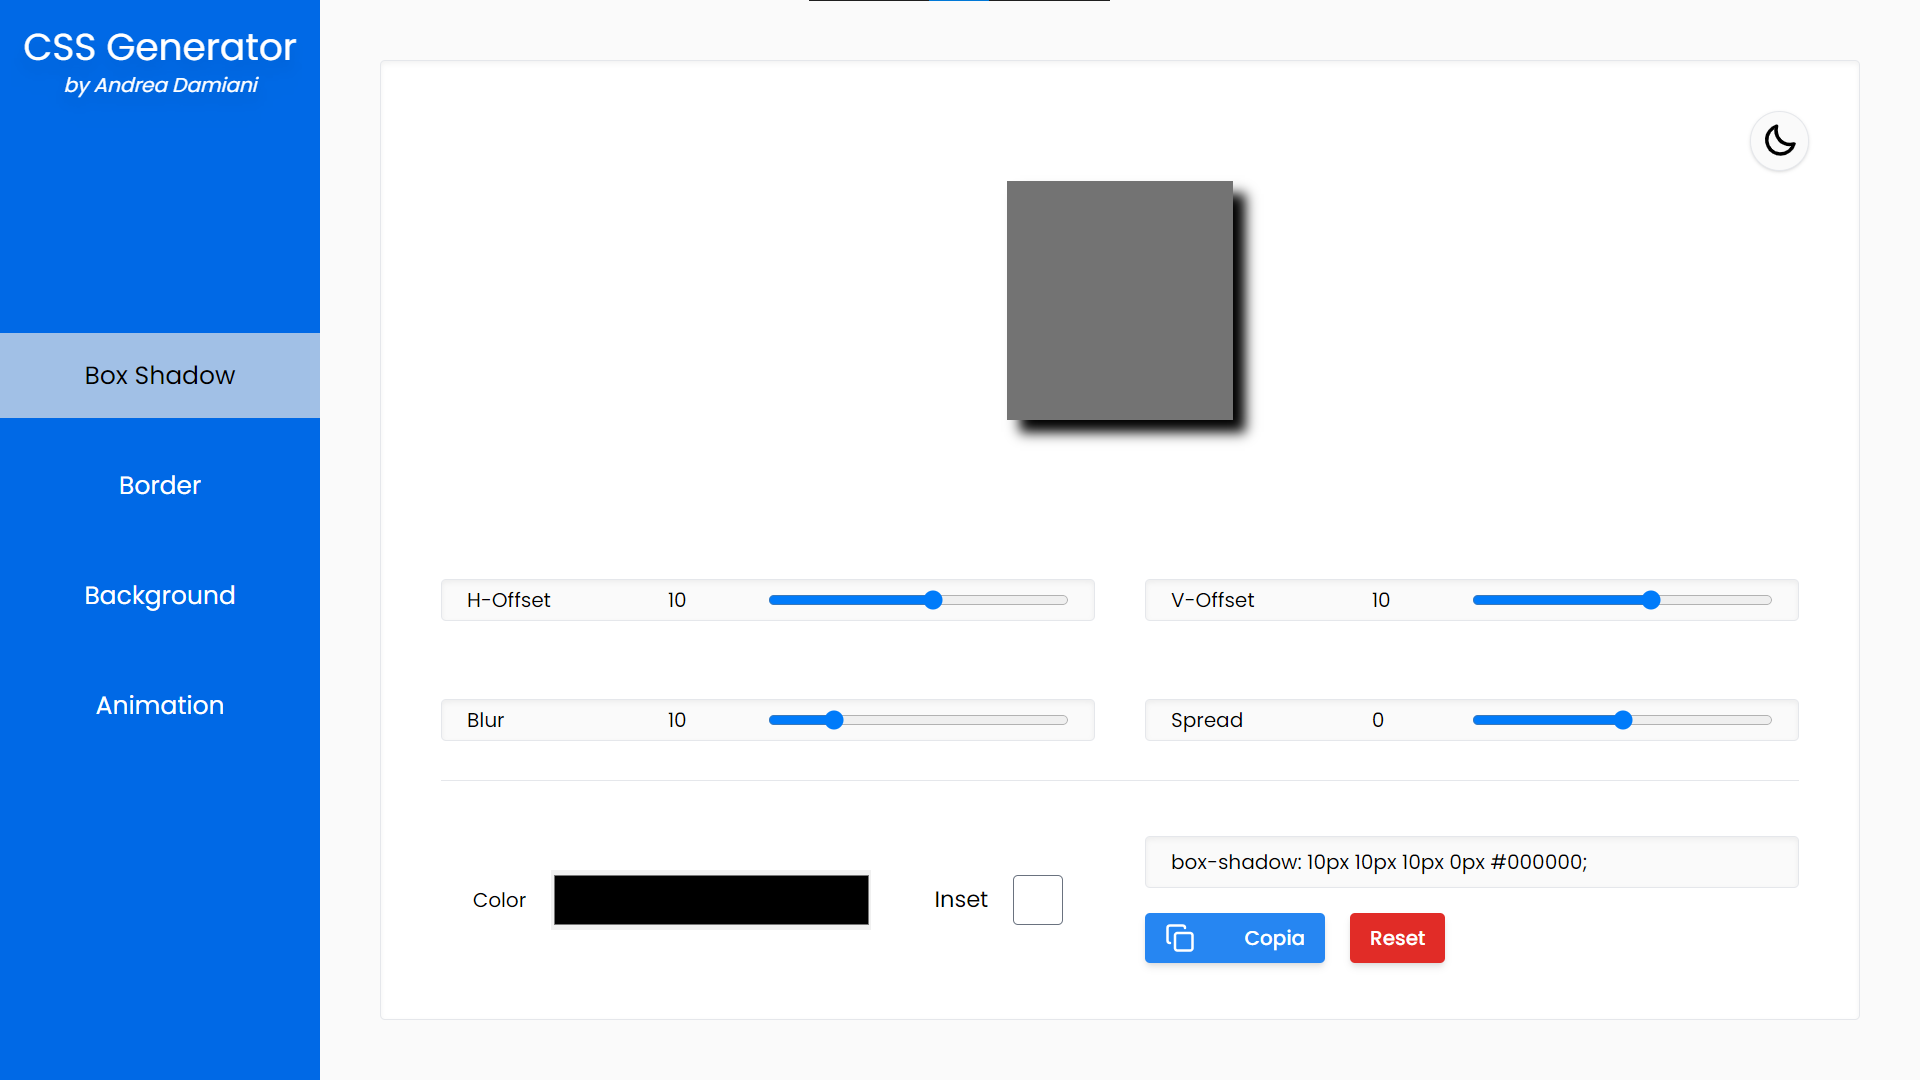 CSS Generator
by Andrea Damiani
Box Shadow
Border
Background
Animation
H-Offset 10
V-Offset 10
Blur 10
Spread 0
Color
Inset
box-shadow: 10px 10px 10px 0px #000000;
Copia
Reset